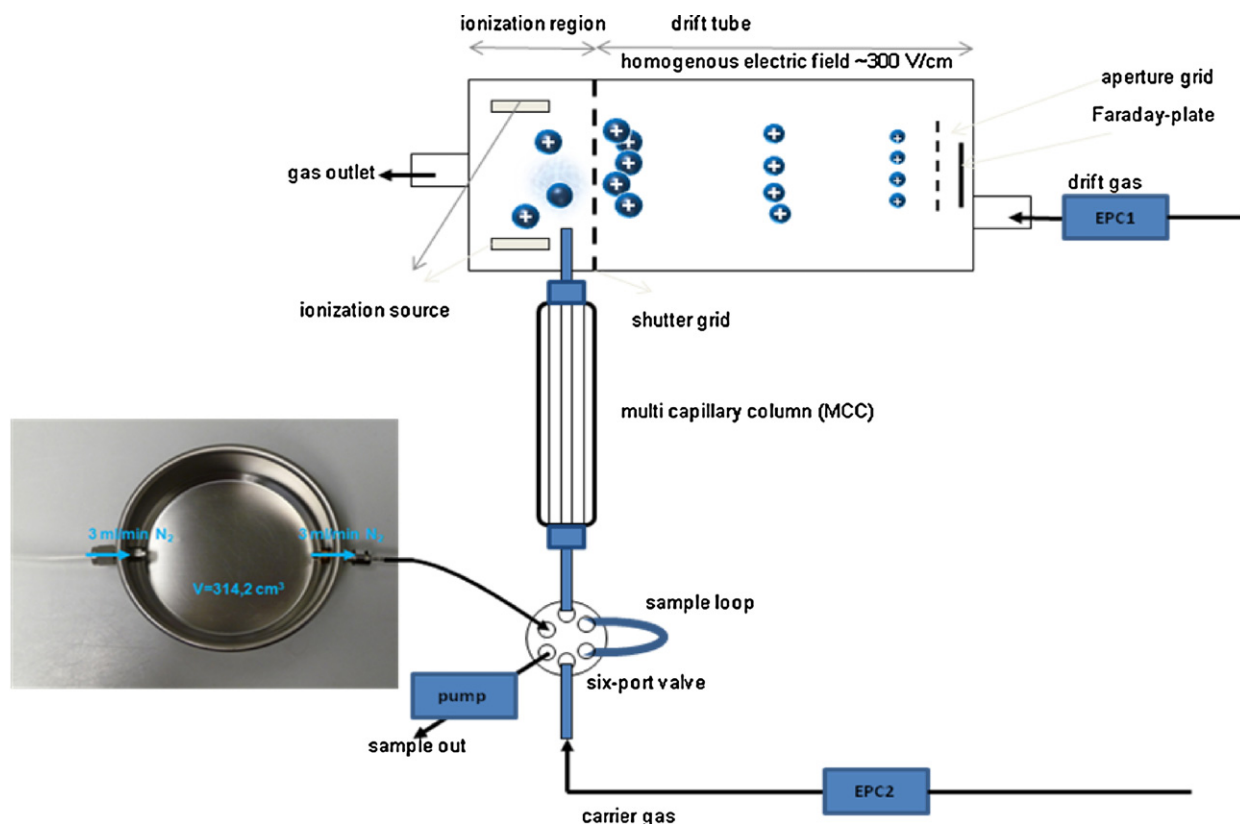 ionization region
drift tube
homogenous electric field ~300 V/cm
aperture grid
Faraday-plate
gas outlet
drift gas
EPC1
ionization source
shutter grid
multi capillary column (MCC)
3 ml/min N₂
3 ml/min N₂
V=314,2 cm³
sample loop
six-port valve
pump
sample out
EPC2
carrier gas